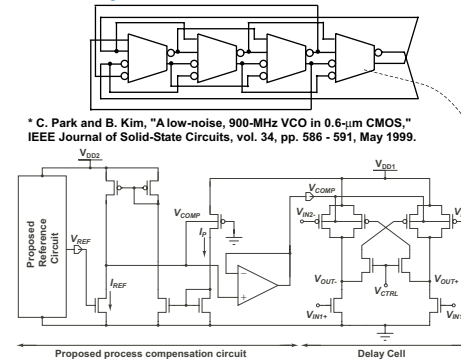 * C. Park and B. Kim, "A low-noise, 900-MHz VCO in 0.6-μm CMOS,"
IEEE Journal of Solid-State Circuits, vol. 34, pp. 586 - 591, May 1999.
VDD2
VDD1
VCOMP
VCOMP
VIN2-
Proposed
Reference
Circuit
VREF
IP
IREF
VOUT-
VCTRL
VOUT+
VIN1+
Proposed process compensation circuit
Delay Cell